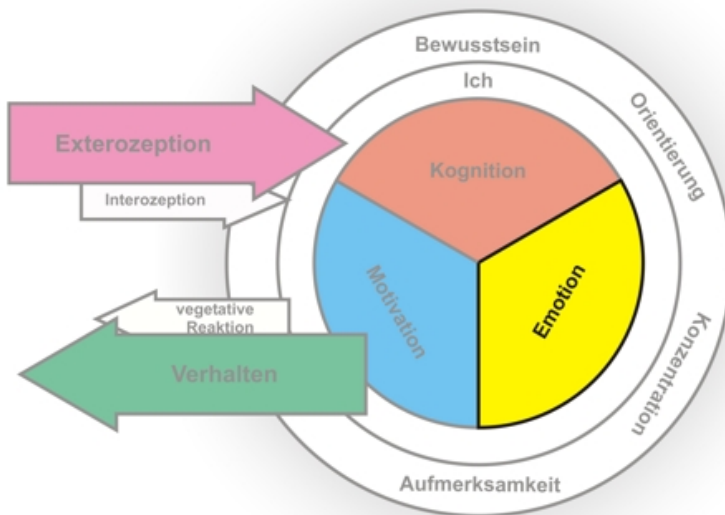 Bewusstsein
Ich
Orientierung
Exterozeption
Kognition
Interozeption
Motivation
Emotion
vegetative
Reaktion
Verhalten
Konzentration
Aufmerksamkeit